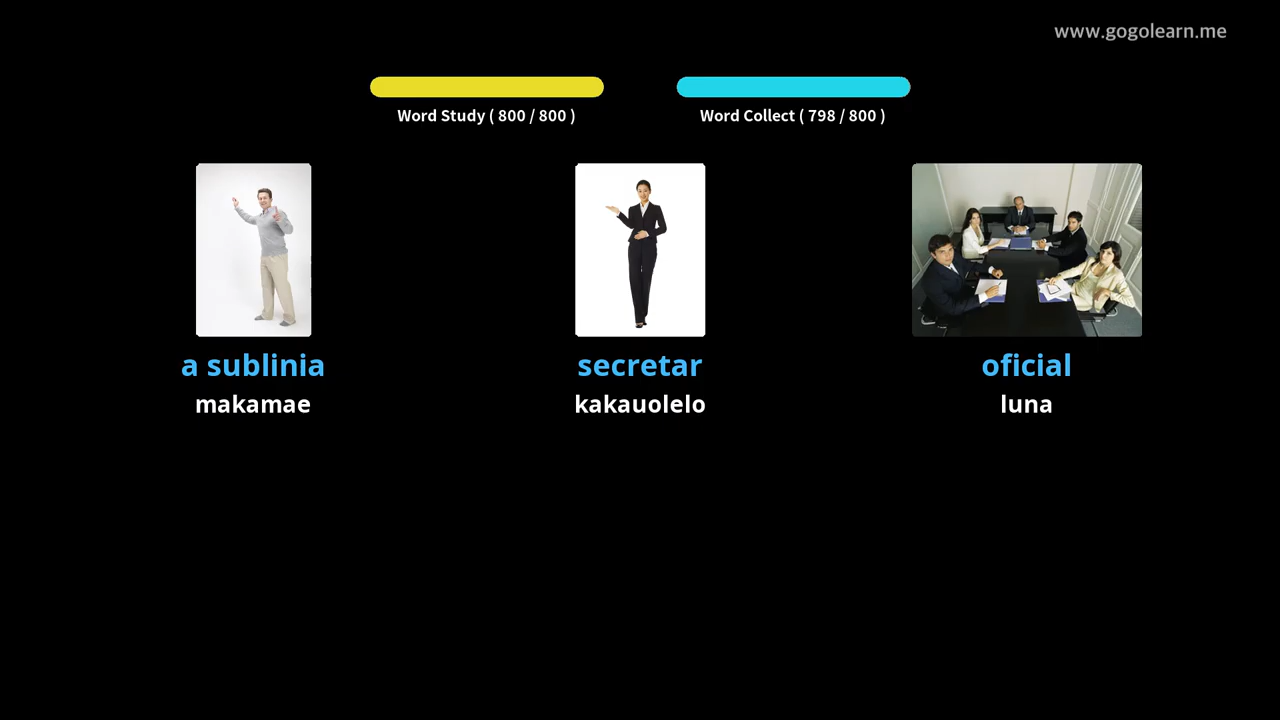 www.gogolearn.me
Word Study ( 800 / 800 )
Word Collect ( 798 / 800 )
a sublinia
secretar
oficial
makamae
kakauolelo
luna